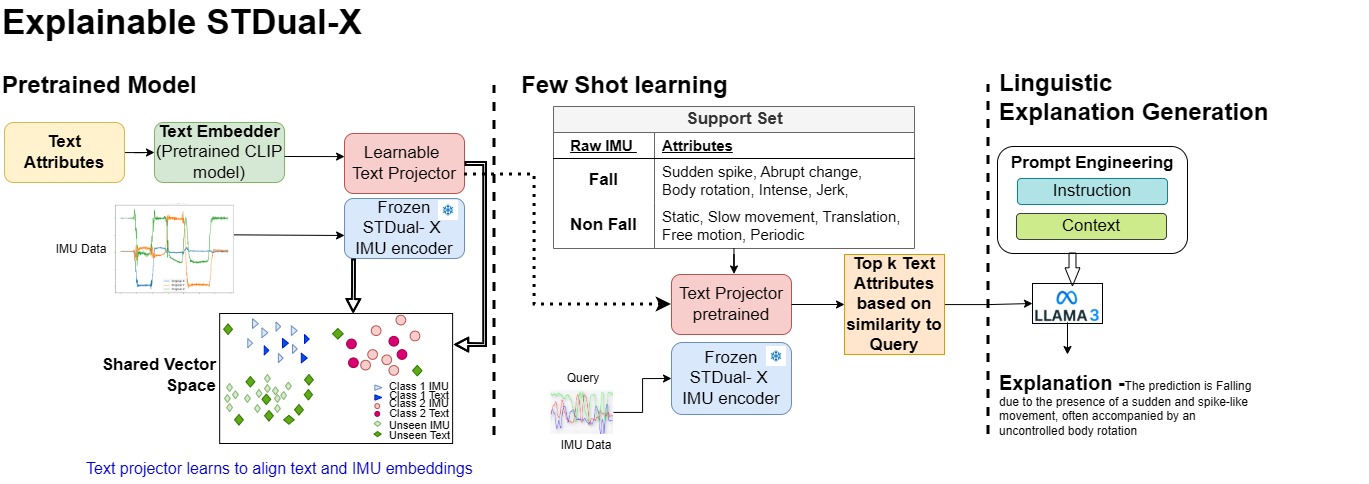 Explainable STDual-X
Pretrained Model
Text
Attributes
Text Embedder
(Pretrained CLIP
model)
Learnable
Text Projector
Frozen
STDual- X
IMU encoder
IMU Data
Shared Vector
Space
Class 1 IMU
Class 1 Text
Class 2 IMU
Class 2 Text
Unseen IMU
Unseen Text
Text projector learns to align text and IMU embeddings
Few Shot learning
Support Set
Raw IMU Attributes
Fall
Sudden spike, Abrupt change,
Body rotation, Intense, Jerk,
Non Fall
Static, Slow movement, Translation,
Free motion, Periodic
Text Projector
pretrained
Top k Text
Attributes
based on
similarity to
Query
Frozen
STDual- X
IMU encoder
Query
IMU Data
Linguistic
Explanation Generation
Prompt Engineering
Instruction
Context
LLAMA 3
Explanation -The prediction is Falling
due to the presence of a sudden and spike-like
movement, often accompanied by an
uncontrolled body rotation